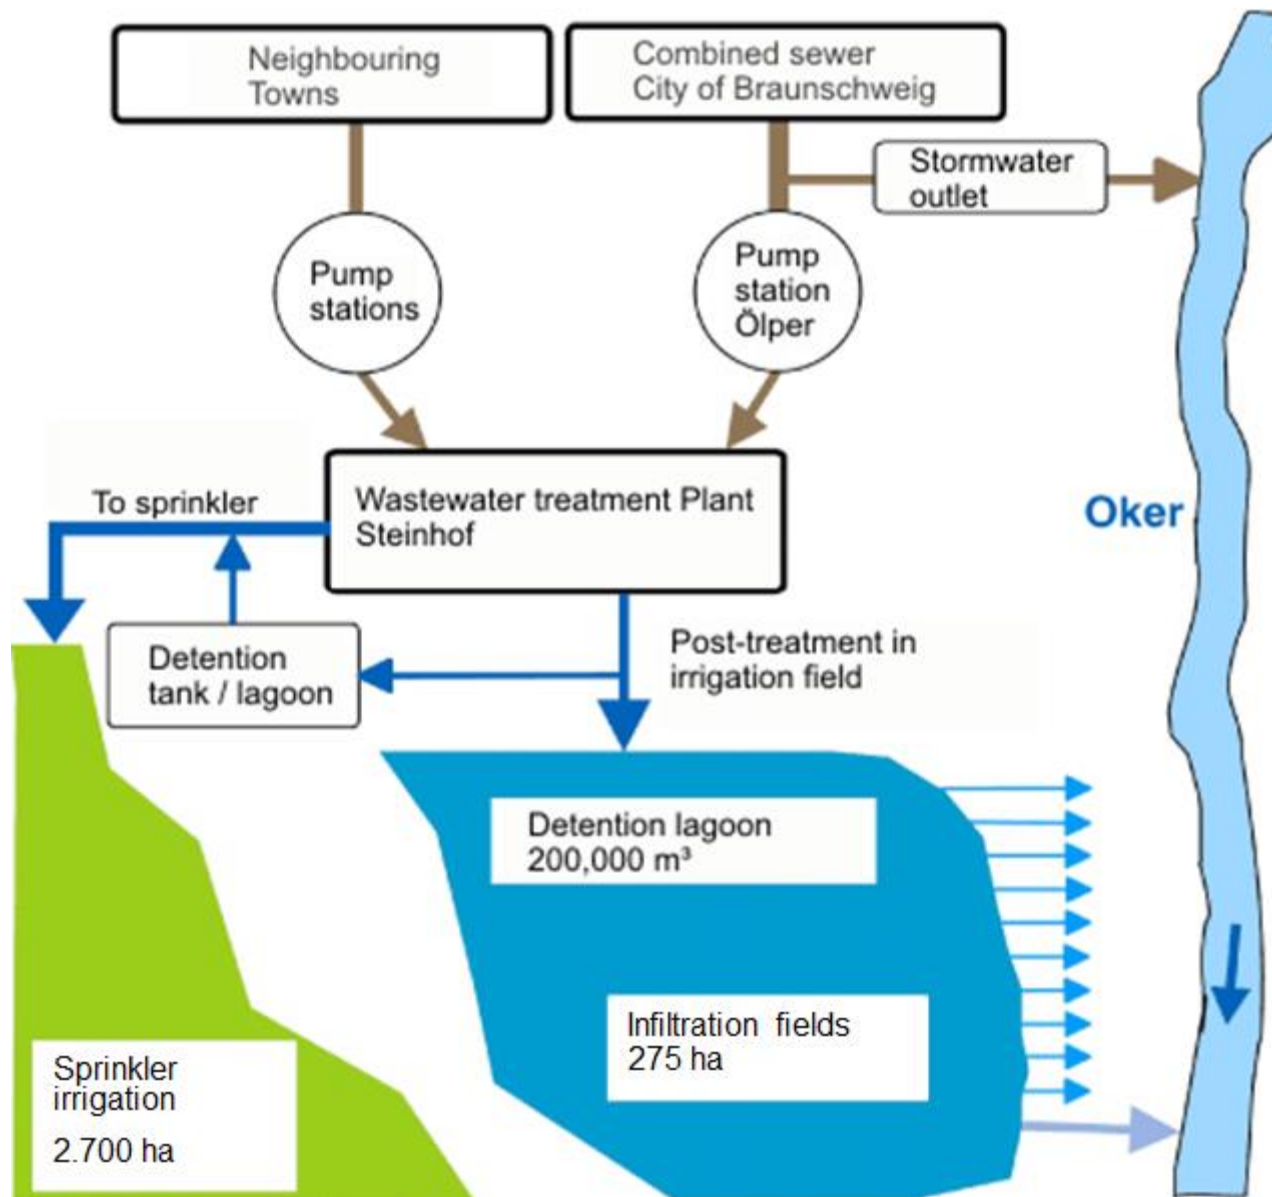 Neighbouring
Towns
Combined sewer
City of Braunschweig
Stormwater
outlet
Pump
stations
Pump
station
Ölper
To sprinkler
Wastewater treatment Plant
Steinhof
Oker
Detention
tank / lagoon
Post-treatment in
irrigation field
Detention lagoon
200,000 m³
Infiltration fields
275 ha
Sprinkler
irrigation
2.700 ha